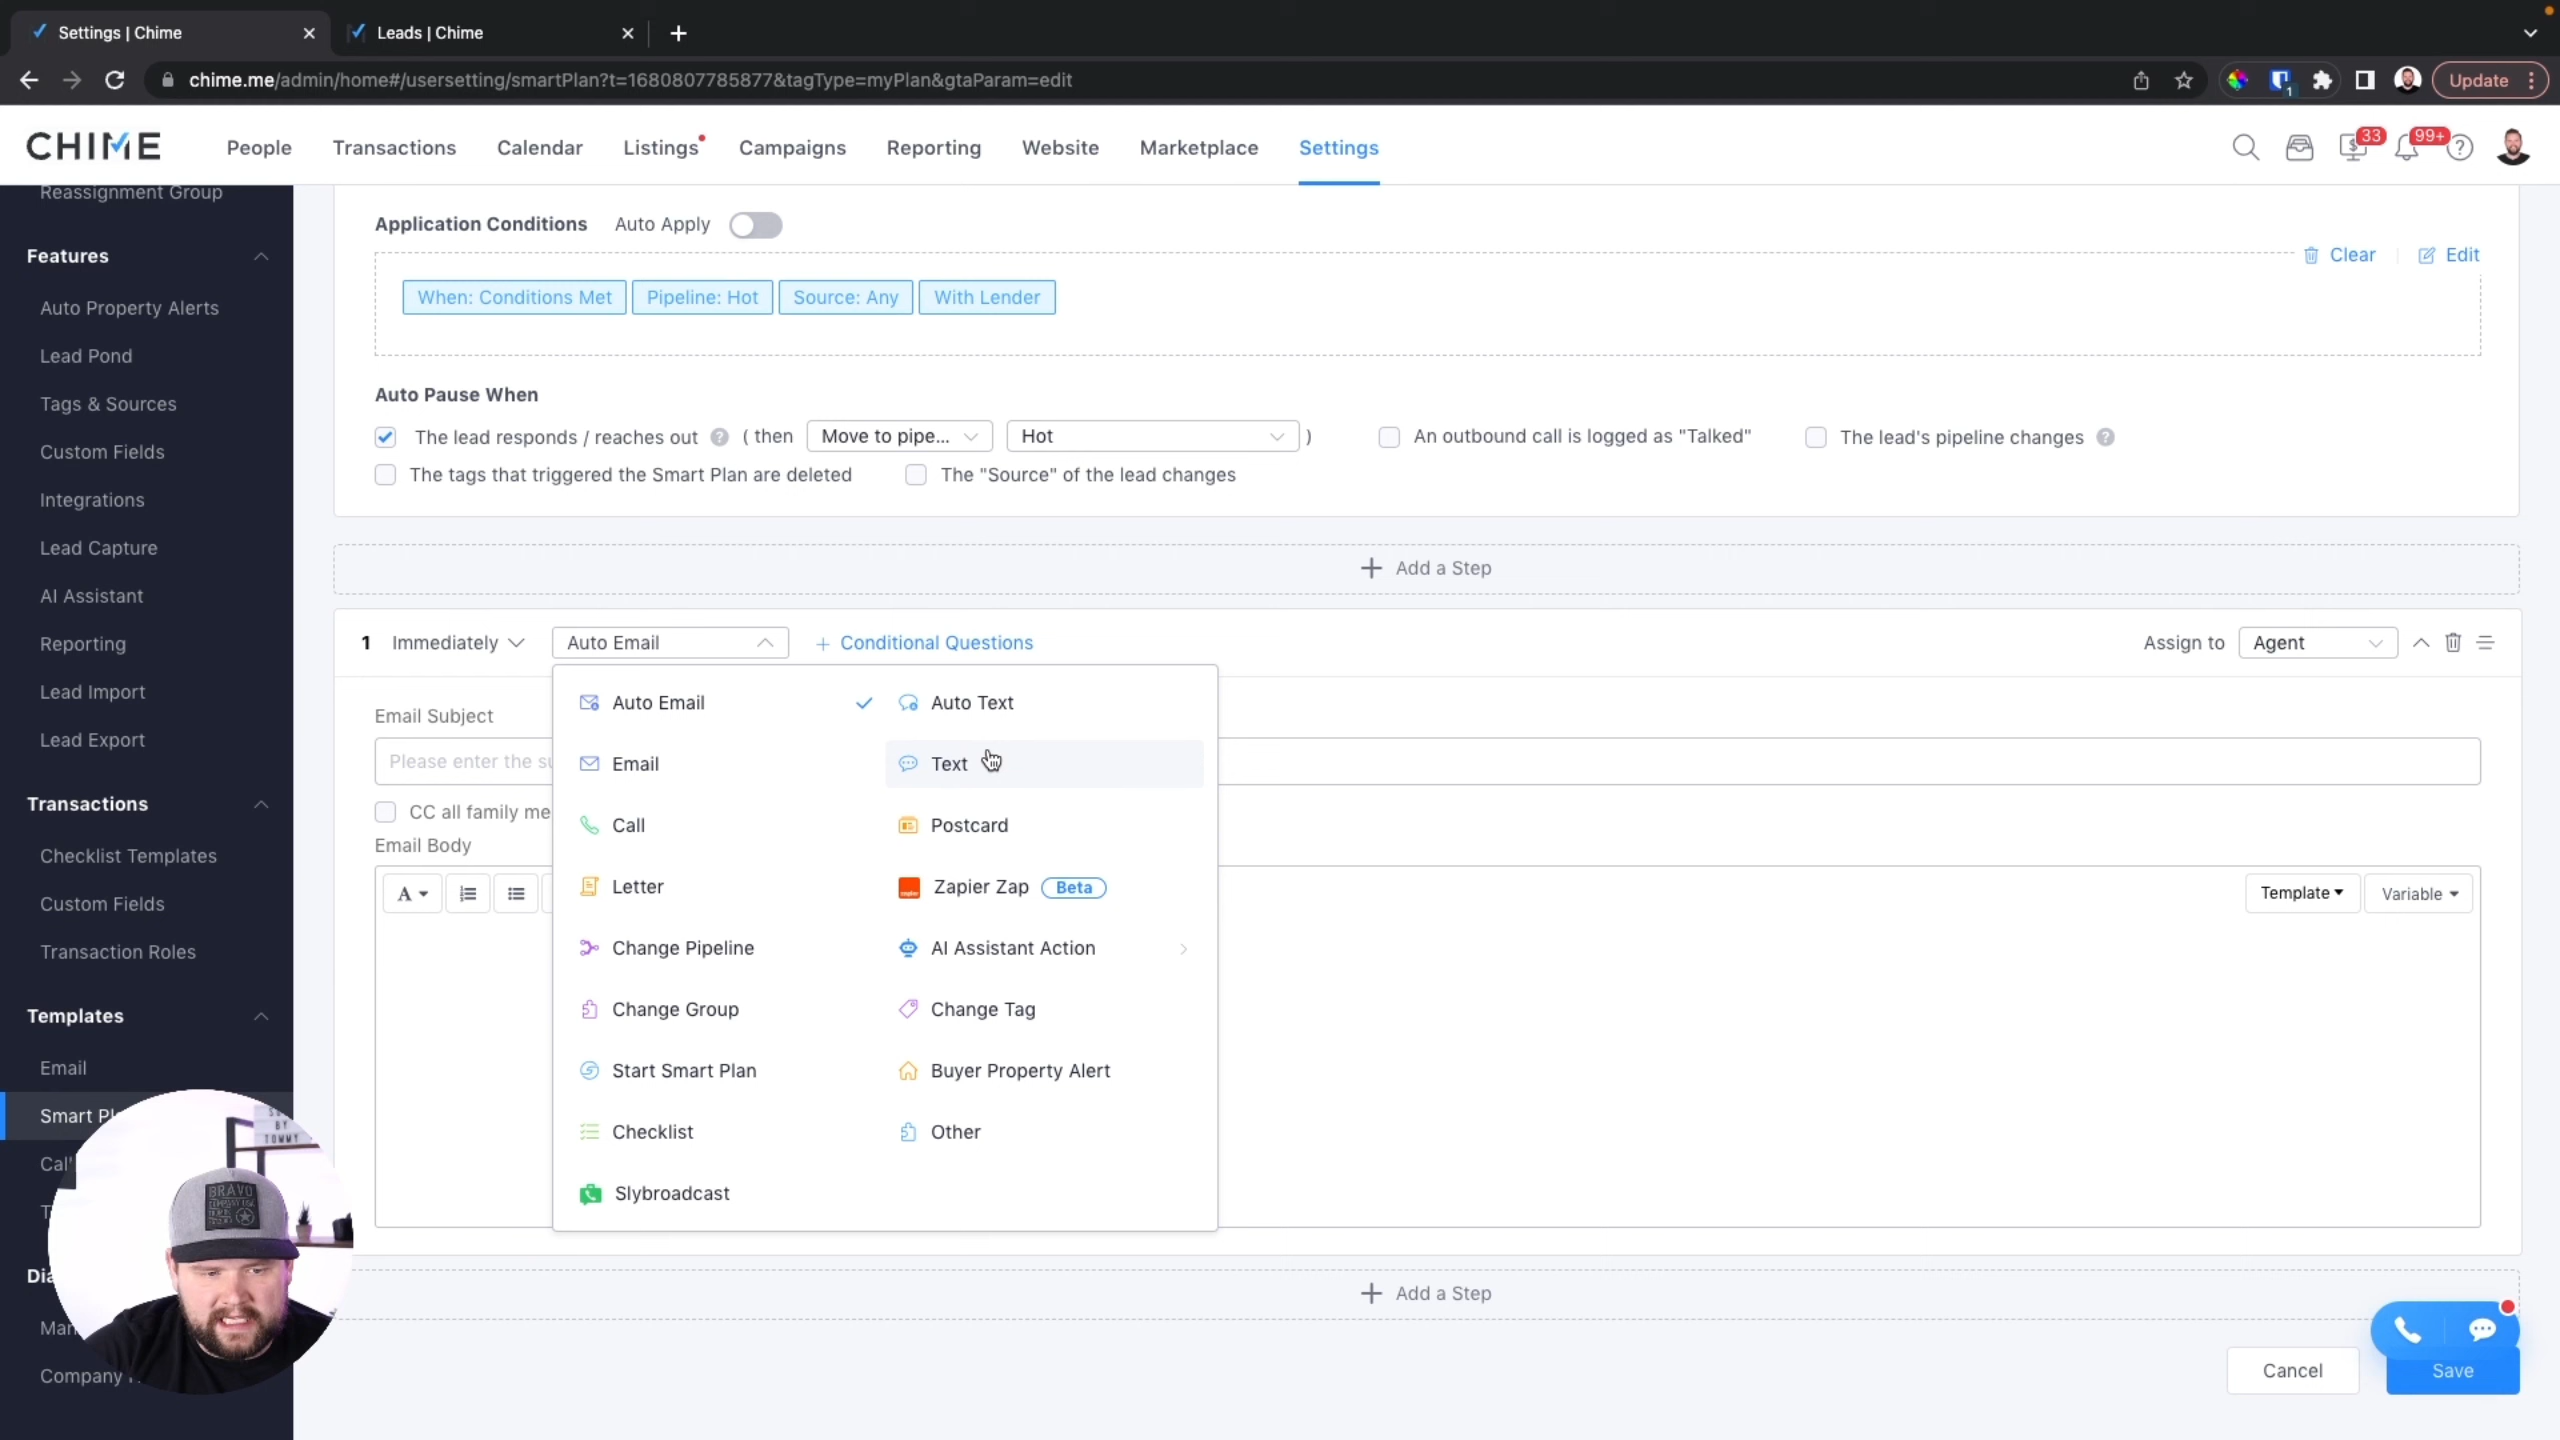 Settings | Chime
Leads | Chime
chime.me/admin/home#/usersetting/smartPlan?t=1680807785877&tagType=myPlan&gtaParam=edit
1
Update
CHIME
People
Transactions
Calendar
Listings
Campaigns
Reporting
Website
Marketplace
Settings
33
99+
Reassignment Group
Features
Auto Property Alerts
Lead Pond
Tags & Sources
Custom Fields
Integrations
Lead Capture
AI Assistant
Reporting
Lead Import
Lead Export
Transactions
Checklist Templates
Custom Fields
Transaction Roles
Templates
Email
Smart Pl
Cal
Company
Application Conditions Auto Apply
Clear
Edit
When: Conditions Met
Pipeline: Hot
Source: Any
With Lender
Auto Pause When
The lead responds / reaches out ? ( then Move to pipe... Hot )
An outbound call is logged as "Talked"
The lead's pipeline changes ?
The tags that triggered the Smart Plan are deleted
The "Source" of the lead changes
+ Add a Step
1 Immediately Auto Email + Conditional Questions
Assign to Agent
Email Subject
Please enter the su
CC all family me
Email Body
A
Template
Variable
Auto Email
Auto Text
Email
Text
Call
Postcard
Letter
Zapier Zap Beta
Change Pipeline
AI Assistant Action
Change Group
Change Tag
Start Smart Plan
Buyer Property Alert
Checklist
Other
Slybroadcast
+ Add a Step
Cancel
Save
BY
TOMMY
BRAVO